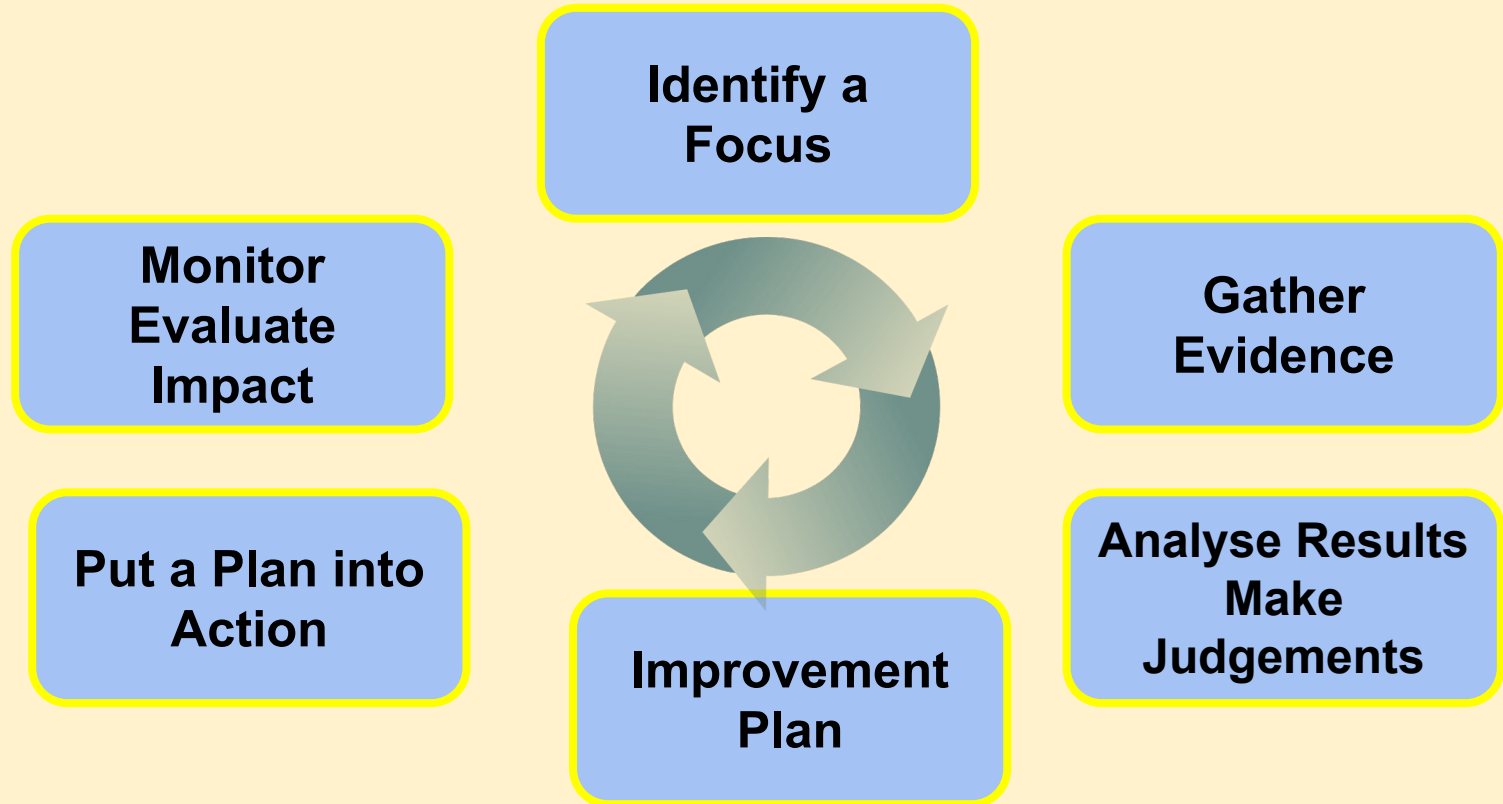 Identify a
Focus
Gather
Evidence
Analyse Results
Make
Judgements
Improvement
Plan
Put a Plan into
Action
Monitor
Evaluate
Impact